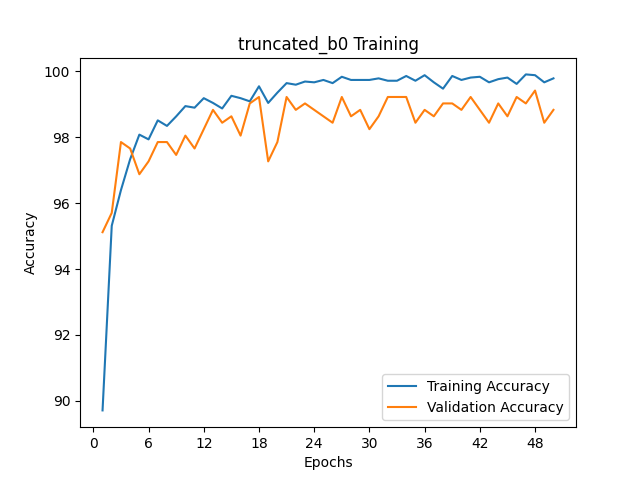 truncated_b0 Training
Accuracy
100
98
96
94
92
90
Training Accuracy
Validation Accuracy
0 6 12 18 24 30 36 42 48
Epochs